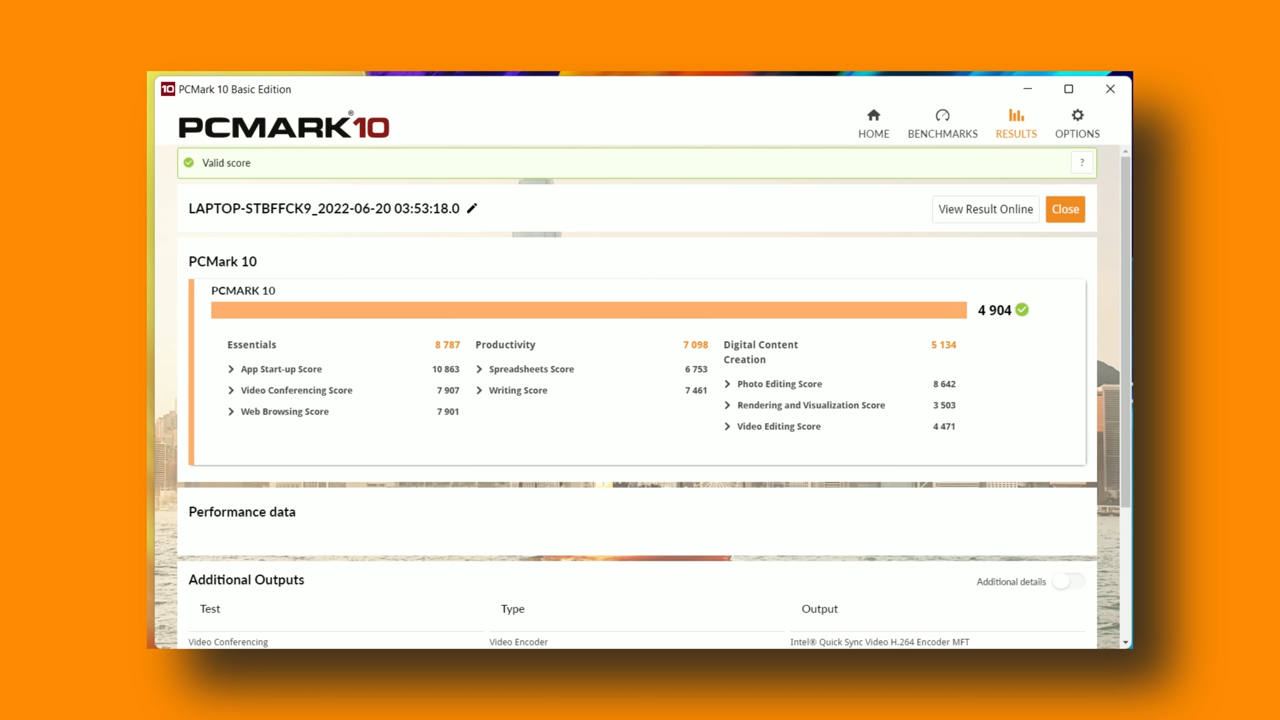 10 PCMark 10 Basic Edition
PCMARK®10
HOME
BENCHMARKS
RESULTS
OPTIONS
Valid score
?
LAPTOP-STBFFCK9_2022-06-20 03:53:18.0
View Result Online
Close
PCMark 10
PCMARK 10
4 904
Essentials 8 787
App Start-up Score 10 863
Video Conferencing Score 7 907
Web Browsing Score 7 901
Productivity 7 098
Spreadsheets Score 6 753
Writing Score 7 461
Digital Content 5 134
Creation
Photo Editing Score 8 642
Rendering and Visualization Score 3 503
Video Editing Score 4 471
Performance data
Additional Outputs
Additional details
Test Type Output
Video Conferencing Video Encoder Intel® Quick Sync Video H.264 Encoder MFT